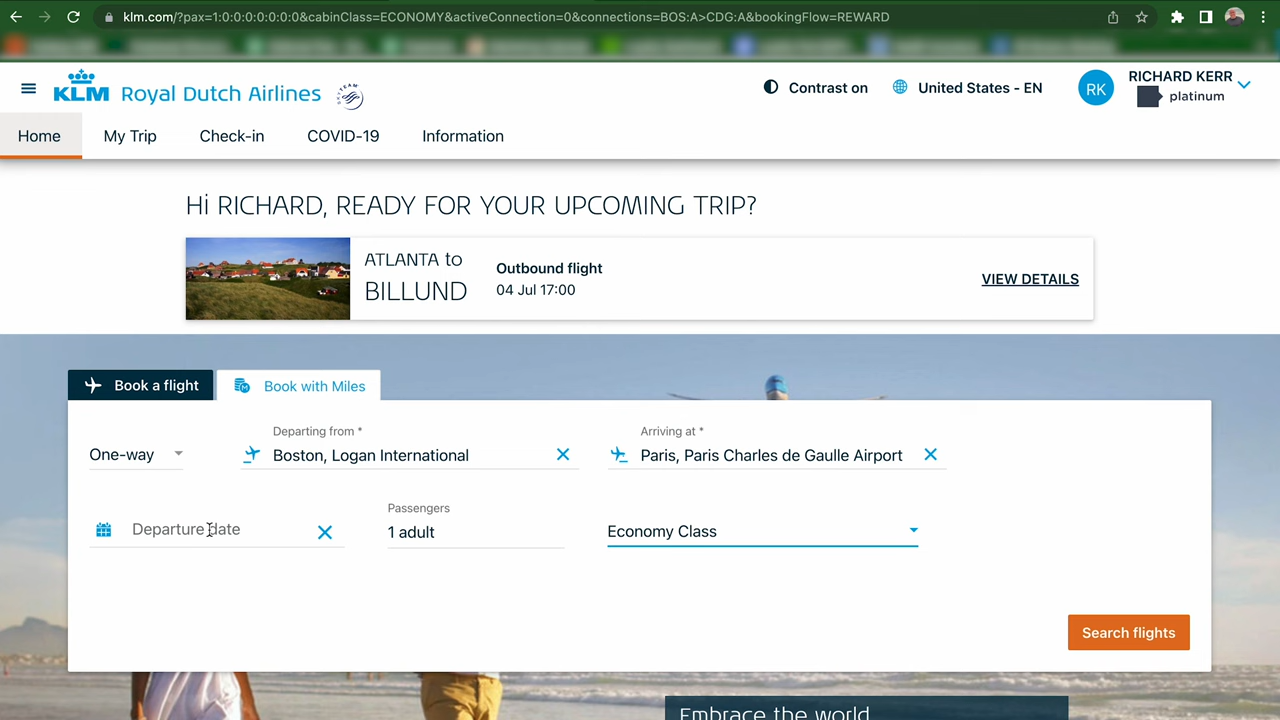 klm.com/?pax=1:0:0:0:0:0:0:0&cabinClass=ECONOMY&activeConnection=0&connections=BOS:A>CDG:A&bookingFlow=REWARD
KLM Royal Dutch Airlines
Contrast on
United States - EN
RK
RICHARD KERR
platinum
Home
My Trip
Check-in
COVID-19
Information
Hi RICHARD, READY FOR YOUR UPCOMING TRIP?
ATLANTA to
BILLUND
Outbound flight
04 Jul 17:00
VIEW DETAILS
Book a flight
Book with Miles
One-way
Departing from *
Boston, Logan International
Arriving at *
Paris, Paris Charles de Gaulle Airport
Departure date
Passengers
1 adult
Economy Class
Search flights
Embrace the world